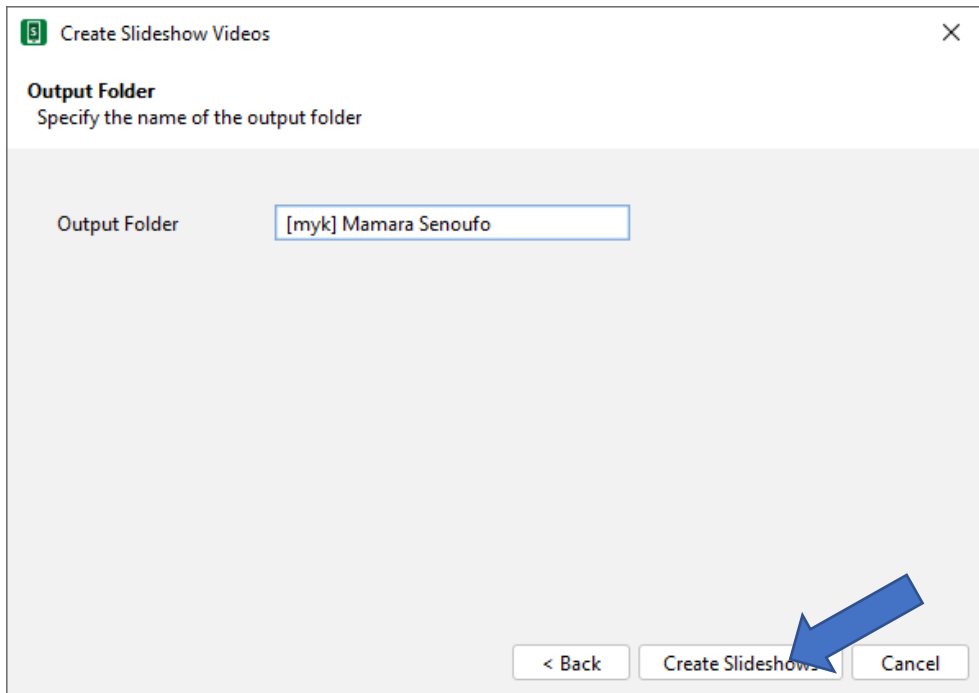 Create Slideshow Videos
Output Folder
Specify the name of the output folder
Output Folder
[myk] Mamara Senoufo
< Back
Create Slideshows
Cancel